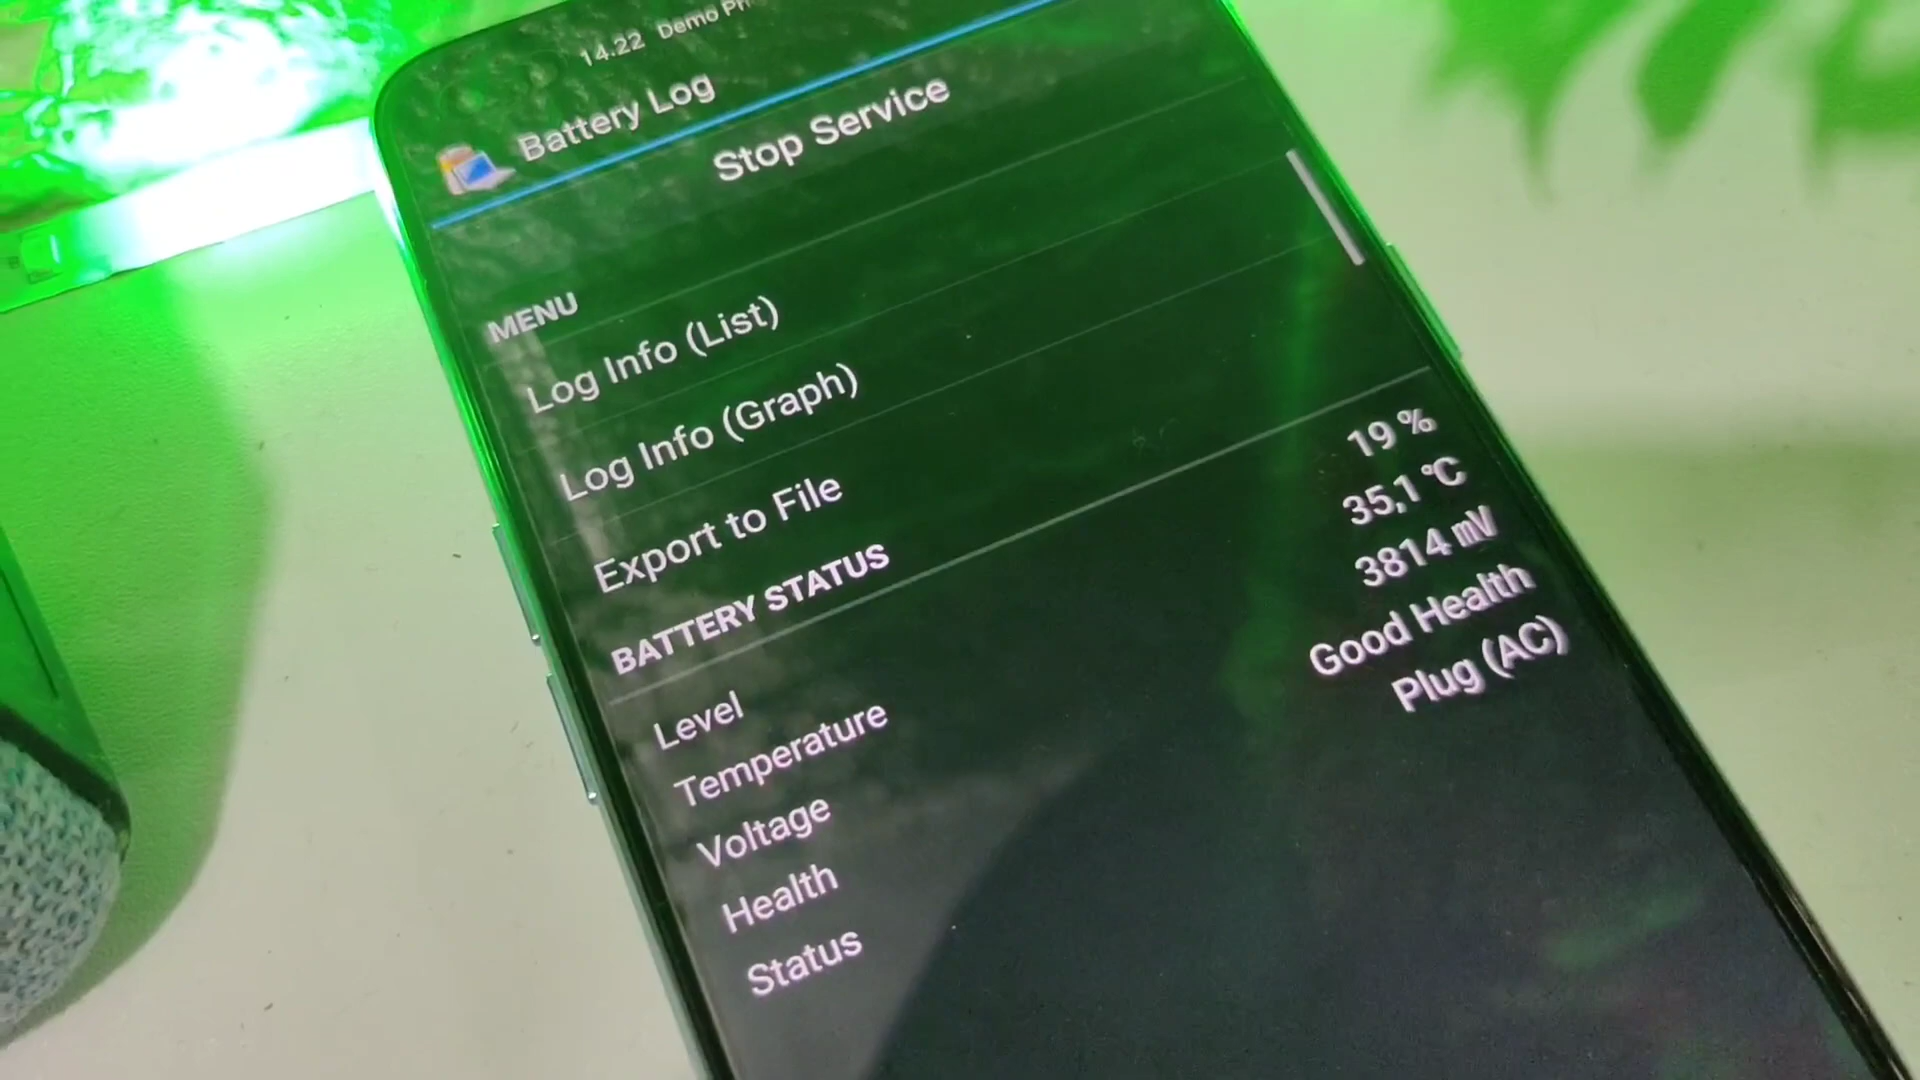 14.22 Demo
Battery Log
Stop Service
MENU
Log Info (List)
Log Info (Graph)
Export to File
BATTERY STATUS
Level 19 %
Temperature 35,1 °C
Voltage 3814 mV
Health Good Health
Status Plug (AC)